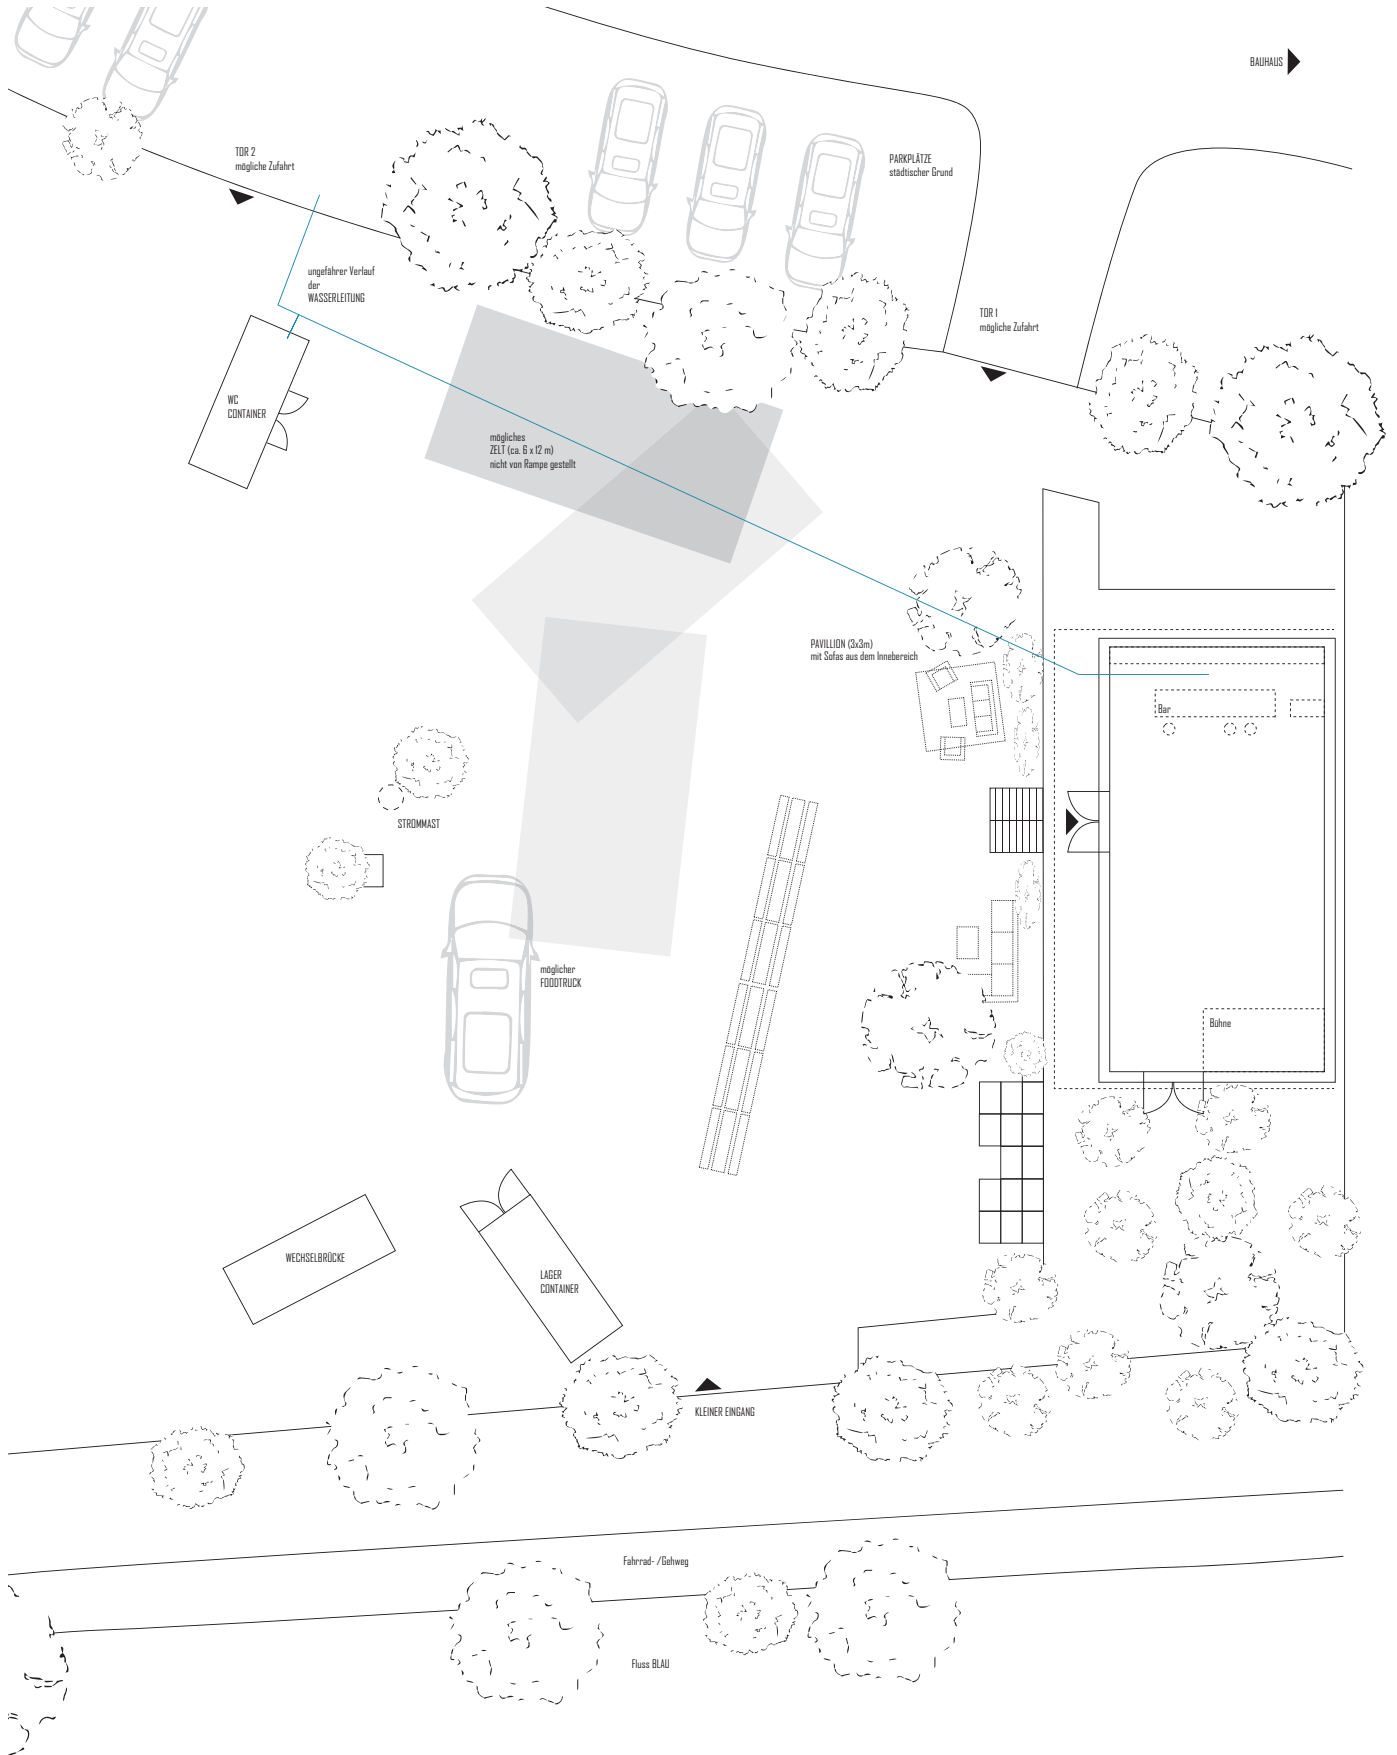 BAUHAUS
TOR 2
mögliche Zufahrt
PARKPLÄTZE
städtischer Grund
ungefährer Verlauf
der
WASSERLEITUNG
TOR 1
mögliche Zufahrt
WC
CONTAINER
mögliches
ZELT (ca. 6 x 12 m)
nicht von Rampe gestellt
PAVILLION (3x3m)
mit Sofas aus dem Innebereich
Bar
STROMMAST
möglicher
FOODTRUCK
Bühne
WECHSELBRÜCKE
LAGER
CONTAINER
KLEINER EINGANG
Fahrrad- /Gehweg
Fluss BLAU